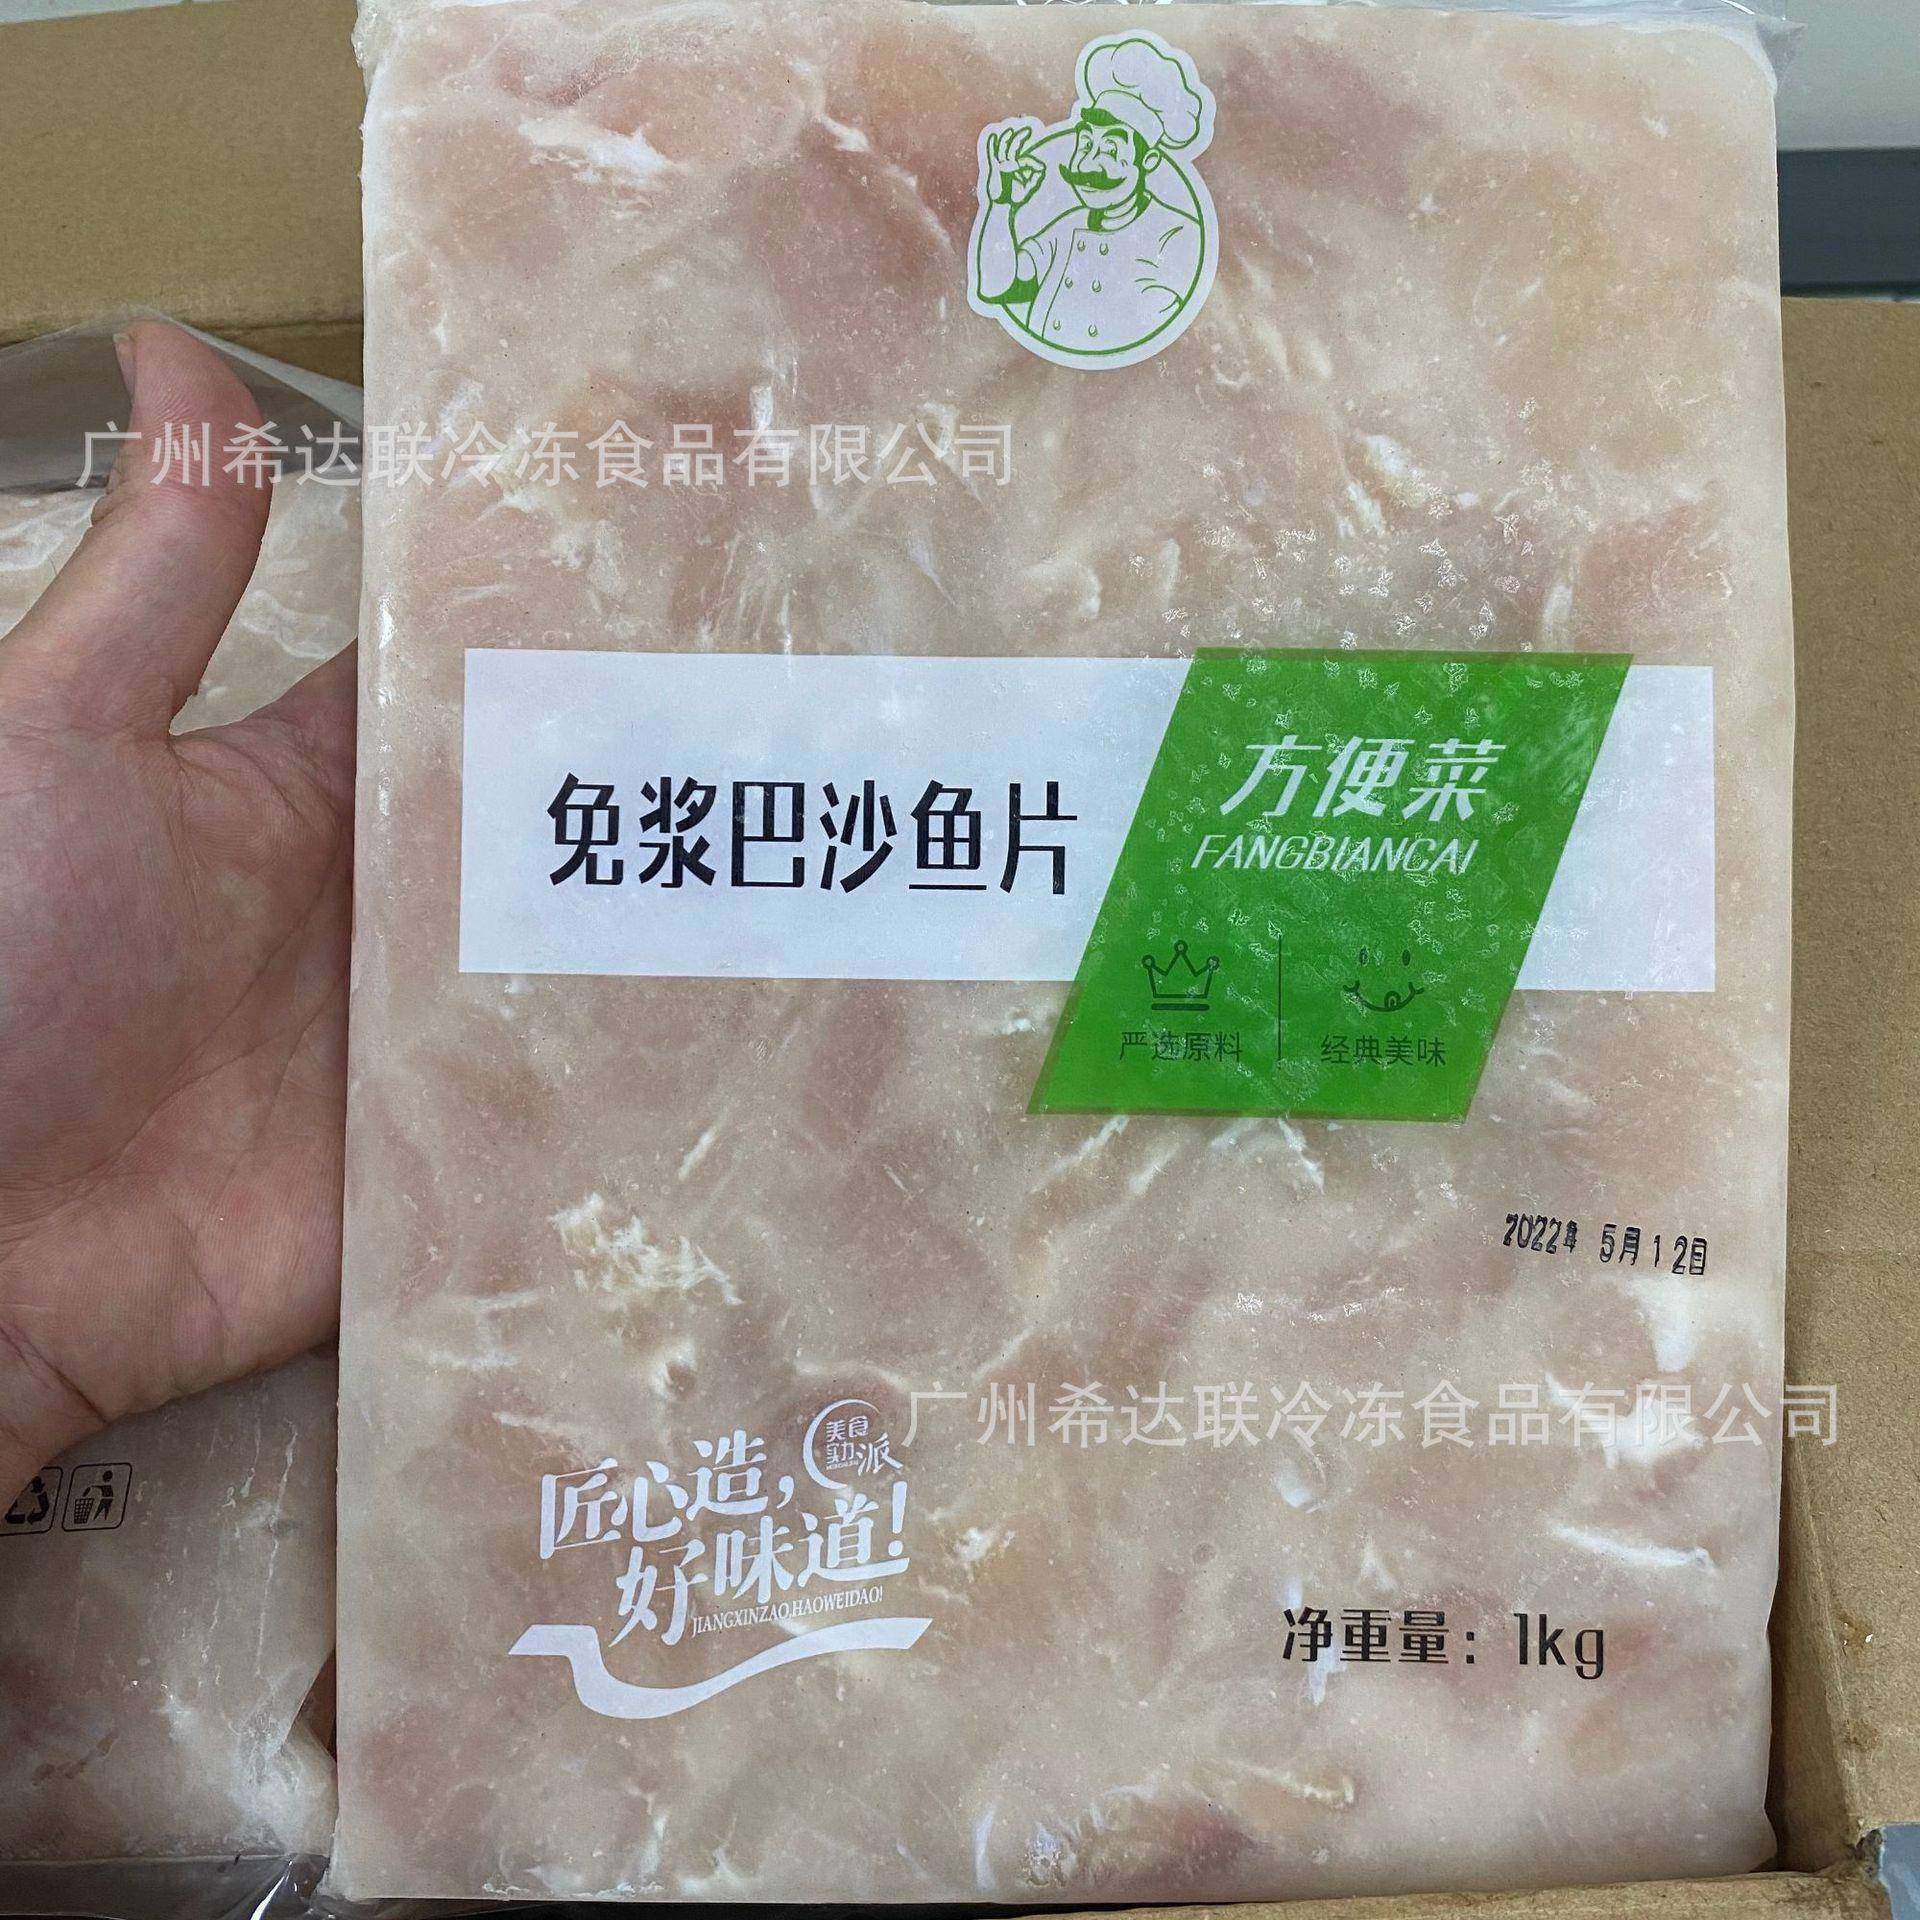 广州希达联冷冻食品有限公司
免浆巴沙鱼片
方便菜
FANGBIANCAI
严选原料
经典美味
2022年 5月12日
广州希达联冷冻食品有限公司
美食
实力派
匠心造,
好味道!
JIANGXINZAO,HAOWEIDAO!
净重量：1kg